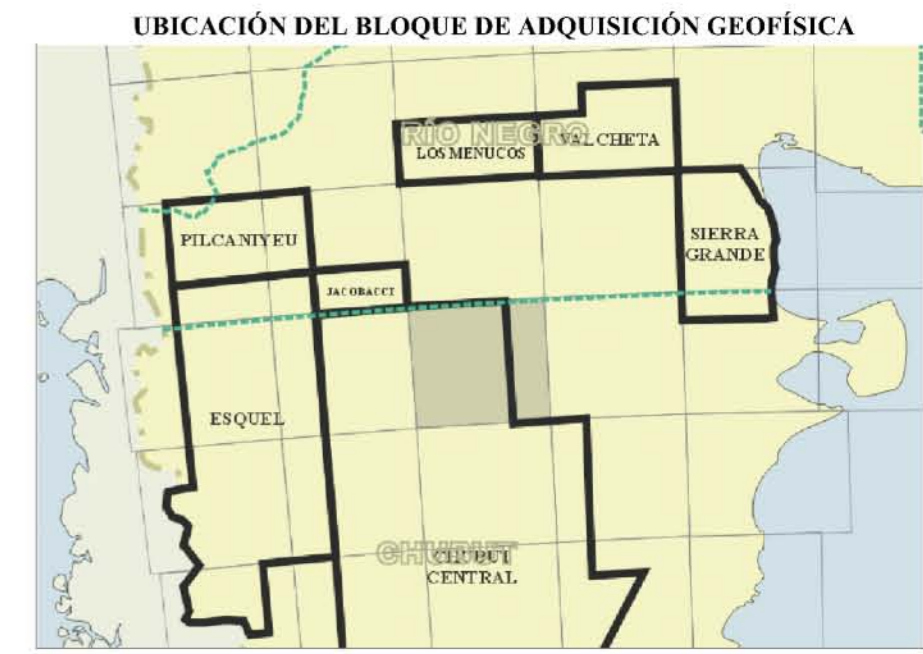 UBICACIÓN DEL BLOQUE DE ADQUISICIÓN GEOFÍSICA
RÍO NEGRO
LOS MENUCOS
VALCHETA
PILCANIYEU
SIERRA
GRANDE
JACOBACCI
ESQUEL
CHUBUT
CHUBUT
CENTRAL